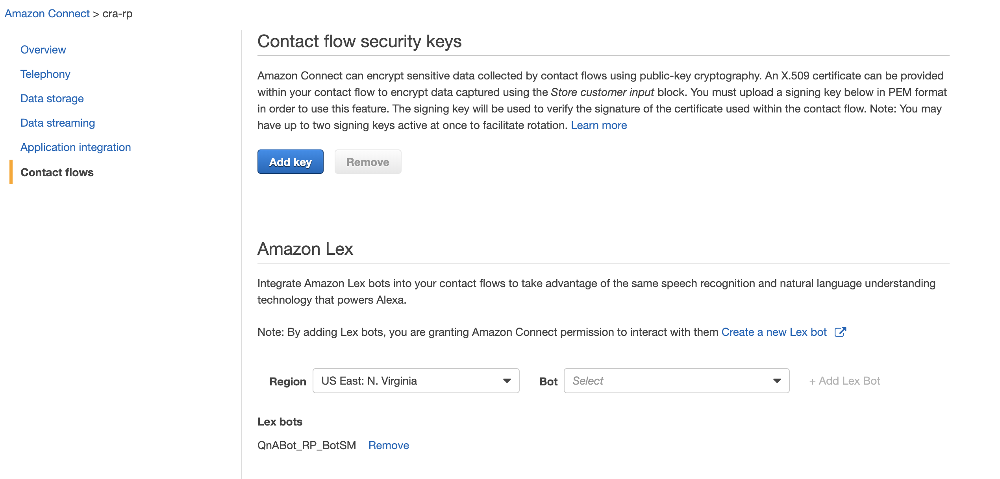 Amazon Connect > cra-rp
Overview
Telephony
Data storage
Data streaming
Application integration
Contact flows
Contact flow security keys
Amazon Connect can encrypt sensitive data collected by contact flows using public-key cryptography. An X.509 certificate can be provided
within your contact flow to encrypt data captured using the Store customer input block. You must upload a signing key below in PEM format
in order to use this feature. The signing key will be used to verify the signature of the certificate used within the contact flow. Note: You may
have up to two signing keys active at once to facilitate rotation. Learn more
Add key Remove
Amazon Lex
Integrate Amazon Lex bots into your contact flows to take advantage of the same speech recognition and natural language understanding
technology that powers Alexa.
Note: By adding Lex bots, you are granting Amazon Connect permission to interact with them Create a new Lex bot
Region US East: N. Virginia Bot Select + Add Lex Bot
Lex bots
QnABot_RP_BotSM Remove